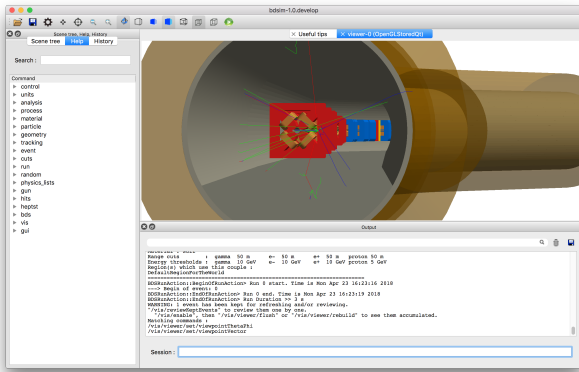 bdsim-1.0.develop
Scene tree, Help, History
Scene tree Help History
Search :
Command
control
units
analysis
process
material
particle
geometry
tracking
event
cuts
run
random
physics_lists
gun
hits
heptst
bds
vis
gui
× Useful tips
× viewer-0 (OpenGLStoredQt)
Output
Range cuts : gamma 50 m e- 50 m e+ 50 m proton 50 m
Energy thresholds : gamma 10 GeV e- 10 GeV e+ 10 GeV proton 5 GeV
Region(s) which use this couple :
DefaultRegionForTheWorld
========================================
BDSRunAction::BeginOfRunAction> Run 0 start. Time is Mon Apr 23 16:23:16 2018
---> Begin of event: 0
BDSRunAction::EndOfRunAction> Run 0 end. Time is Mon Apr 23 16:23:19 2018
BDSRunAction::EndOfRunAction> Run Duration >> 3 s
WARNING: 1 event has been kept for refreshing and/or reviewing.
"/vis/reviewKeptEvents" to review them one by one.
"/vis/enable", then "/vis/viewer/flush" or "/vis/viewer/rebuild" to see them accumulated.
Matching commands :
/vis/viewer/set/viewpointThetaPhi
/vis/viewer/set/viewpointVector
Session :